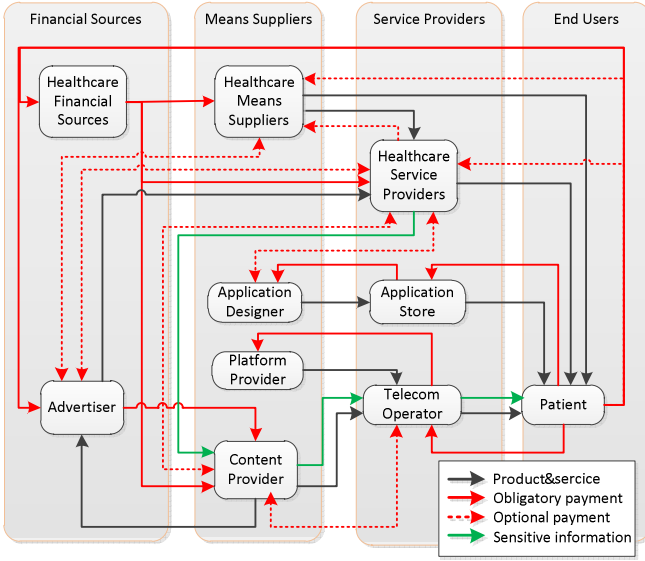 Financial Sources
Means Suppliers
Service Providers
End Users
Healthcare
Financial
Sources
Healthcare
Means
Suppliers
Healthcare
Service
Providers
Application
Designer
Application
Store
Platform
Provider
Advertiser
Telecom
Operator
Patient
Content
Provider
Product&sercice
Obligatory payment
Optional payment
Sensitive information